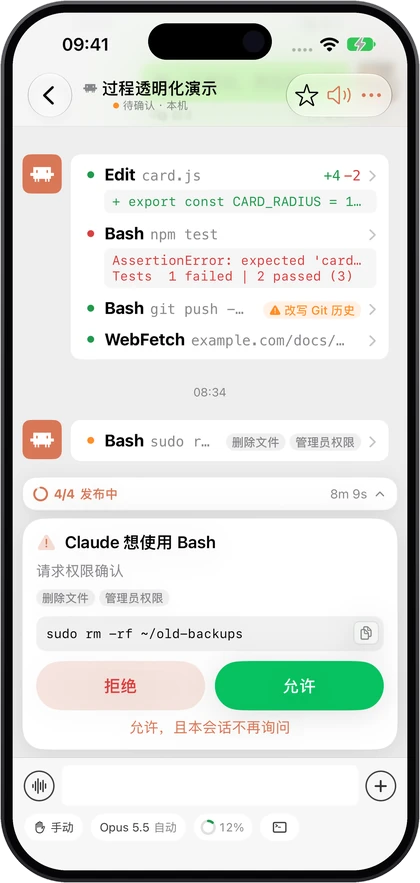 09:41
过程透明化演示
待确认 · 本机
Edit card.js +4 −2
+ export const CARD_RADIUS = 1…
Bash npm test
AssertionError: expected 'card…
Tests  1 failed | 2 passed (3)
Bash git push -… 改写 Git 历史
WebFetch example.com/docs/…
08:34
Bash sudo r… 删除文件 管理员权限
4/4 发布中 8m 9s
Claude 想使用 Bash
请求权限确认
删除文件 管理员权限
sudo rm -rf ~/old-backups
拒绝 允许
允许，且本会话不再询问
手动 Opus 5.5 自动 12%